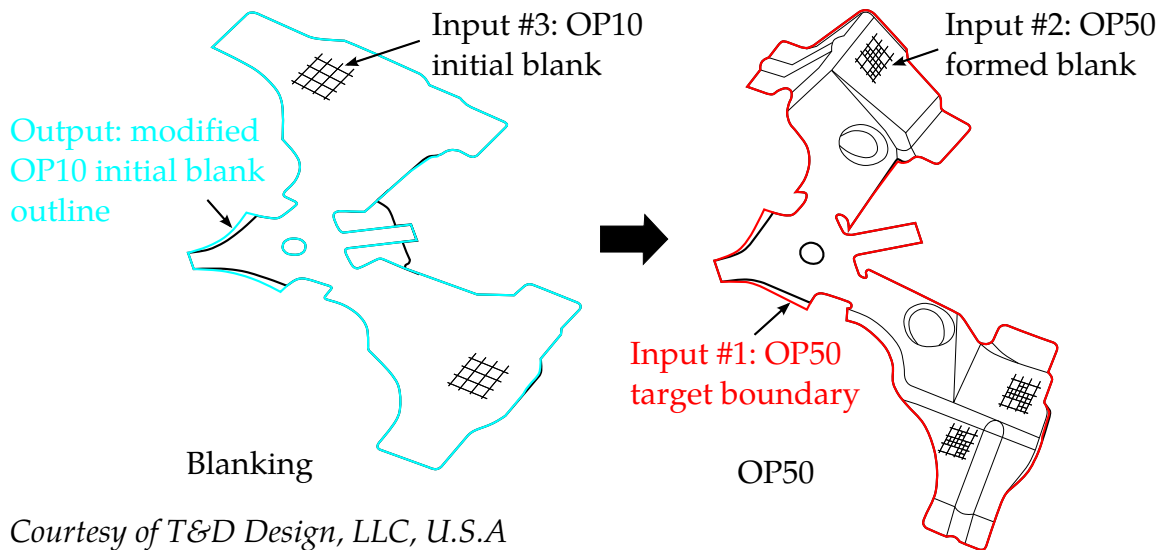 Input #3: OP10
initial blank
Input #2: OP50
formed blank
Output: modified
OP10 initial blank
outline
Input #1: OP50
target boundary
Blanking
OP50
Courtesy of T&D Design, LLC, U.S.A